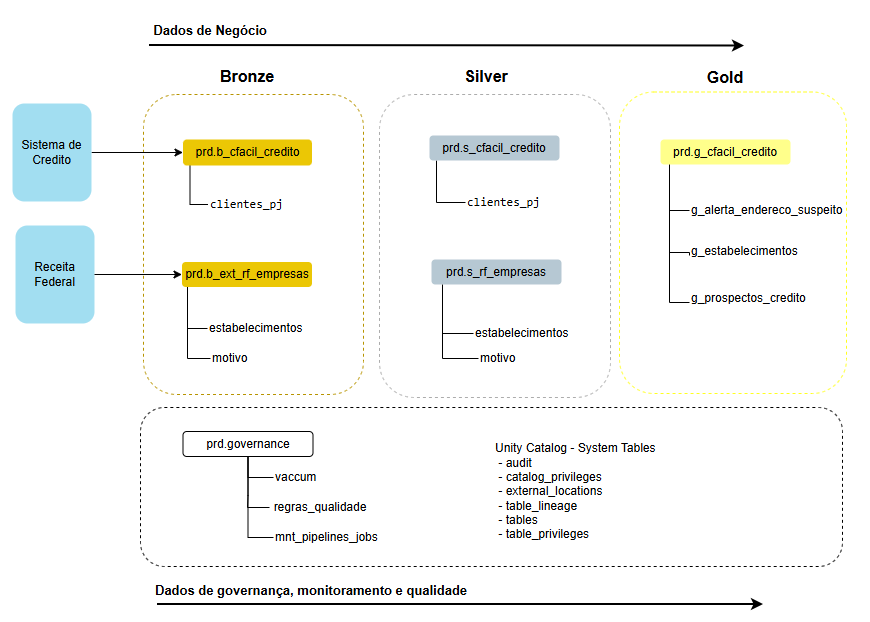 Dados de Negócio
Bronze
Silver
Gold
Sistema de
Credito
prd.b_cfacil_credito
clientes_pj
prd.s_cfacil_credito
clientes_pj
prd.g_cfacil_credito
g_alerta_endereco_suspeito
g_estabelecimentos
g_prospectos_credito
Receita
Federal
prd.b_ext_rf_empresas
estabelecimentos
motivo
prd.s_rf_empresas
estabelecimentos
motivo
prd.governance
vaccum
regras_qualidade
mnt_pipelines_jobs
Unity Catalog - System Tables
- audit
- catalog_privileges
- external_locations
- table_lineage
- tables
- table_privileges
Dados de governança, monitoramento e qualidade